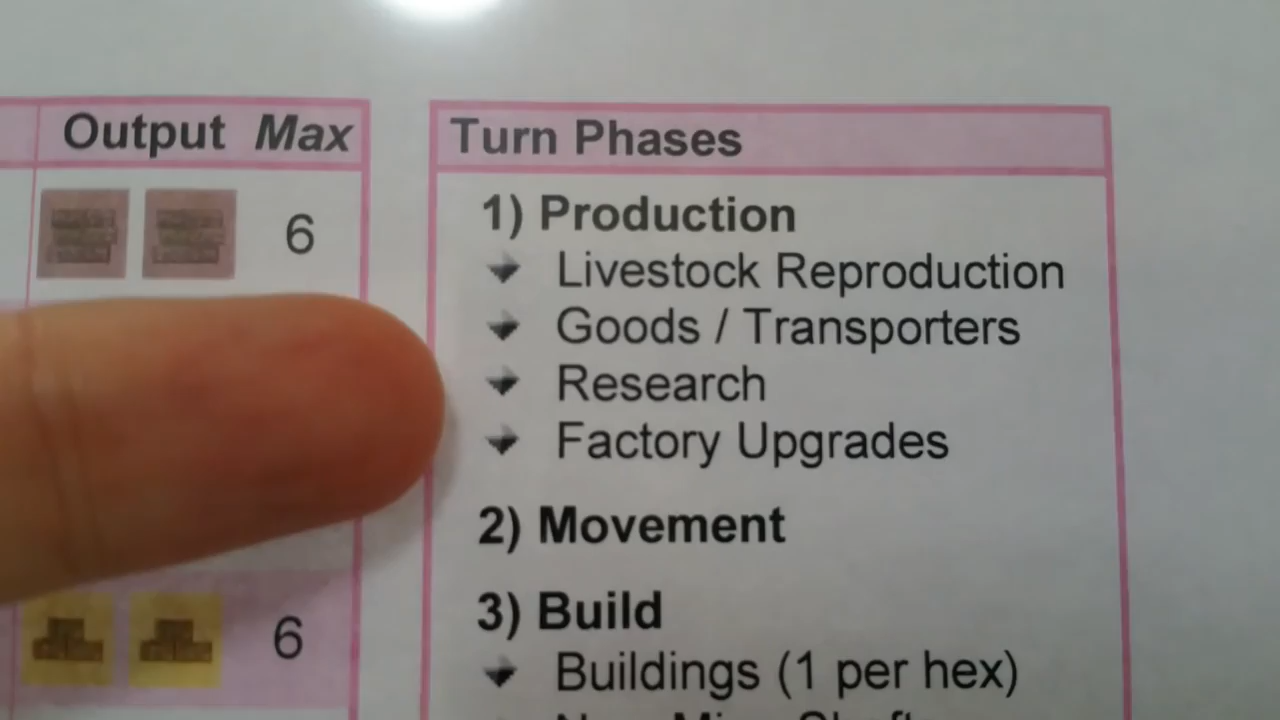 Output Max
6
6
Turn Phases
1) Production
Livestock Reproduction
Goods / Transporters
Research
Factory Upgrades
2) Movement
3) Build
Buildings (1 per hex)